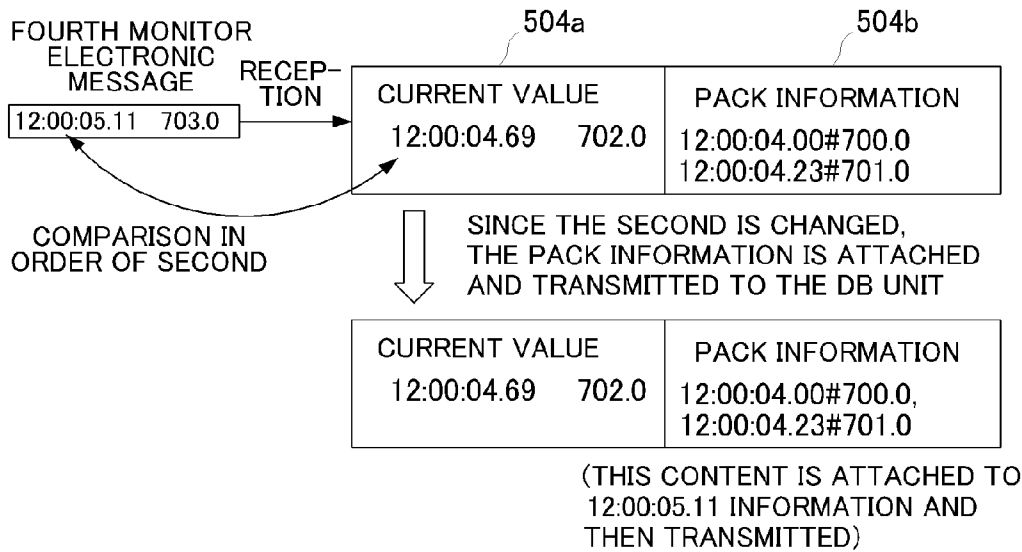 504a
504b
FOURTH MONITOR
ELECTRONIC
MESSAGE
12:00:05.11 703.0
RECEP-
TION
CURRENT VALUE
12:00:04.69 702.0
PACK INFORMATION
12:00:04.00#700.0
12:00:04.23#701.0
COMPARISON IN
ORDER OF SECOND
SINCE THE SECOND IS CHANGED,
THE PACK INFORMATION IS ATTACHED
AND TRANSMITTED TO THE DB UNIT
CURRENT VALUE
12:00:04.69 702.0
PACK INFORMATION
12:00:04.00#700.0,
12:00:04.23#701.0
(THIS CONTENT IS ATTACHED TO
12:00:05.11 INFORMATION AND
THEN TRANSMITTED)